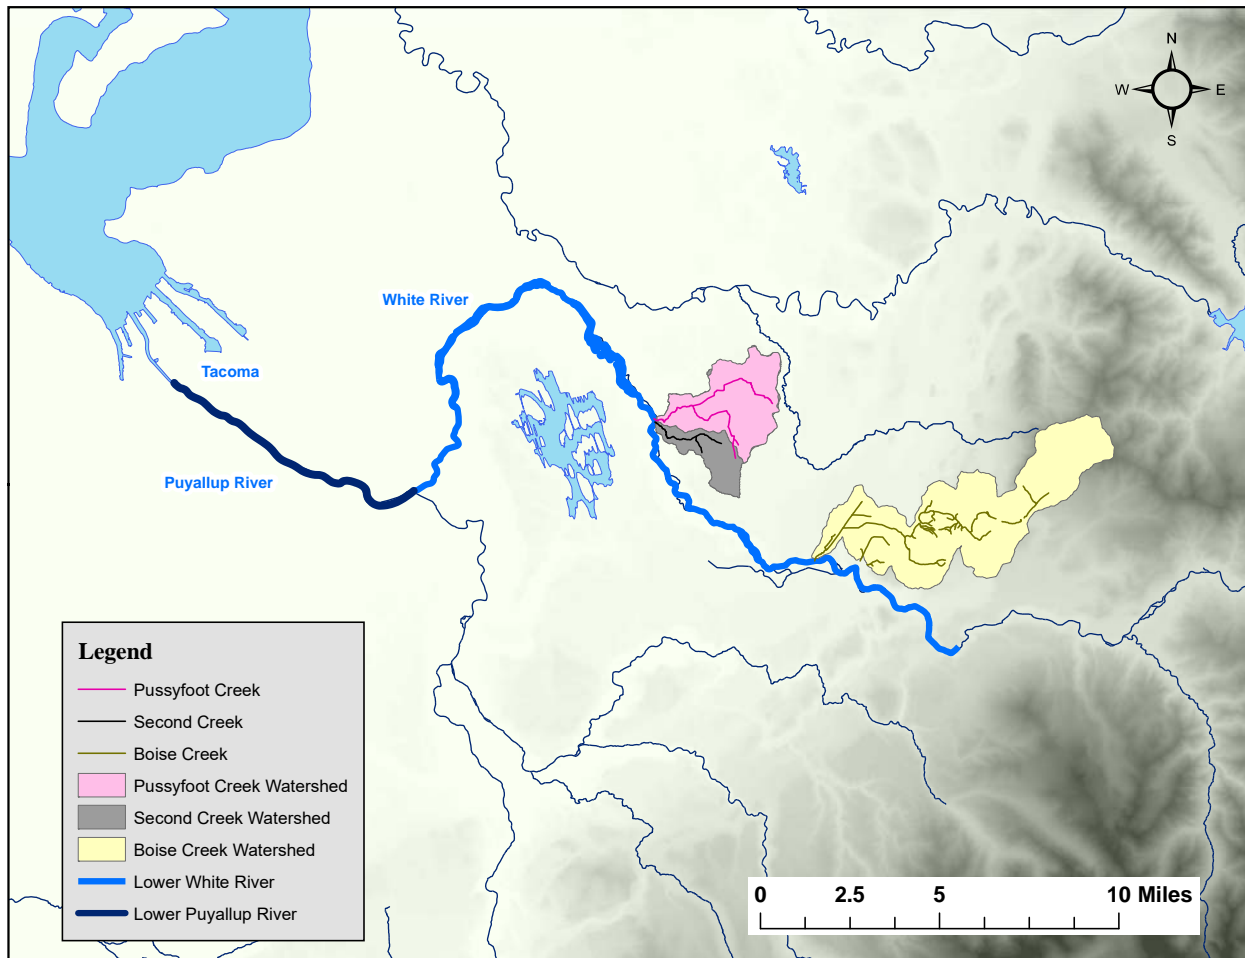 N
W E
S
White River
Tacoma
Puyallup River
Legend
Pussyfoot Creek
Second Creek
Boise Creek
Pussyfoot Creek Watershed
Second Creek Watershed
Boise Creek Watershed
Lower White River
Lower Puyallup River
0 2.5 5 10 Miles